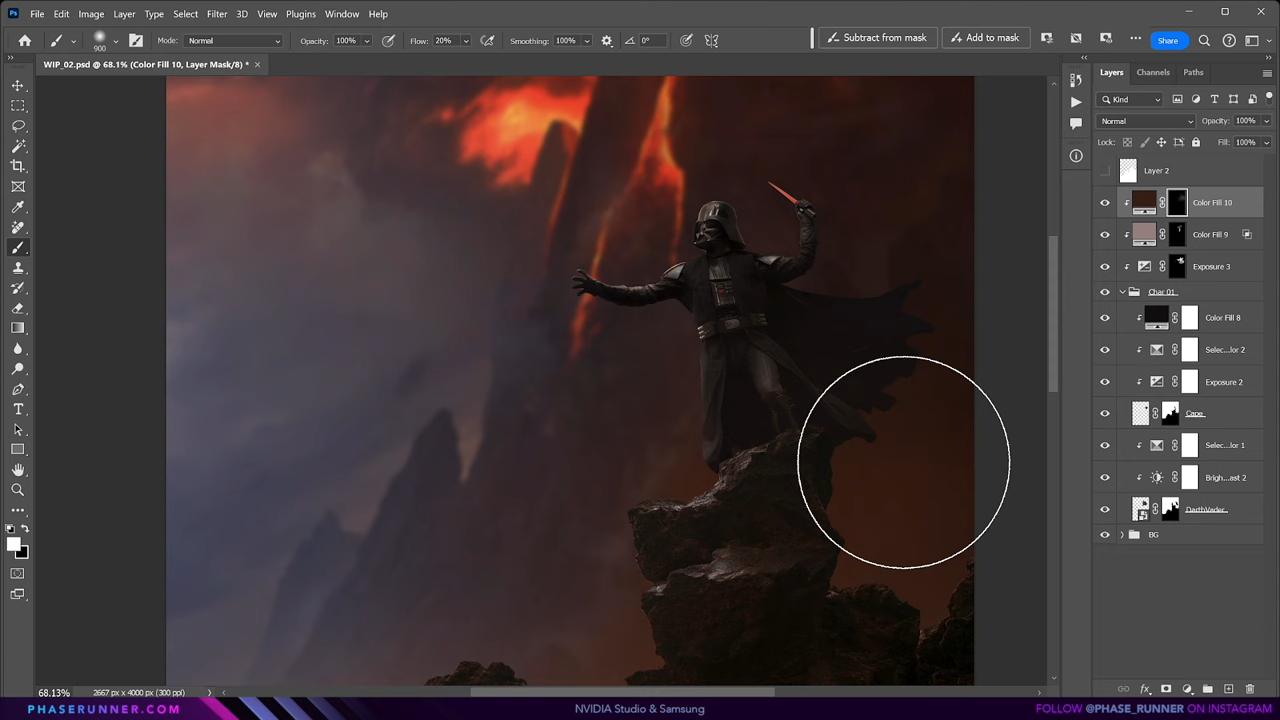 Ps File Edit Image Layer Type Select Filter 3D View Plugins Window Help
900 Mode: Normal Opacity: 100% Flow: 20% Smoothing: 100% 0° Subtract from mask Add to mask Share
WIP_02.psd @ 68.1% (Color Fill 10, Layer Mask/8) * ×
Layers Channels Paths
Kind
Normal Opacity: 100%
Lock: Fill: 100%
Layer 2
Color Fill 10
Color Fill 9
Exposure 3
Char 01
Color Fill 8
Selec...lor 2
Exposure 2
Cape
Selec...lor 1
Brigh...ast 2
DarthVader
BG
68.13% 2667 px x 4000 px (300 ppi)
PHASERUNNER.COM
NVIDIA Studio & Samsung
FOLLOW @PHASE_RUNNER ON INSTAGRAM